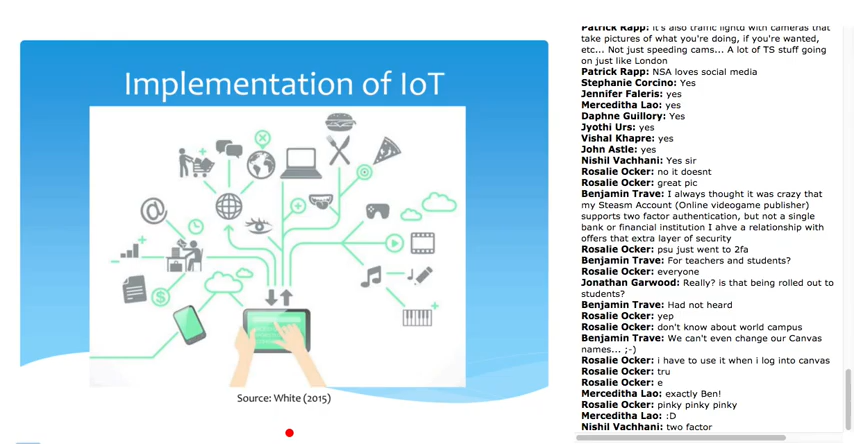 Implementation of IoT
@
$
Source: White (2015)
Patrick Rapp: it's also traffic lightd with cameras that
take pictures of what you're doing, if you're wanted,
etc... Not just speeding cams... A lot of TS stuff going
on just like London
Patrick Rapp: NSA loves social media
Stephanie Corcino: Yes
Jennifer Faleris: yes
Merceditha Lao: yes
Daphne Guillory: Yes
Jyothi Urs: yes
Vishal Khapre: yes
John Astle: yes
Nishil Vachhani: Yes sir
Rosalie Ocker: no it doesnt
Rosalie Ocker: great pic
Benjamin Trave: I always thought it was crazy that
my Steasm Account (Online videogame publisher)
supports two factor authentication, but not a single
bank or financial institution I ahve a relationship with
offers that extra layer of security
Rosalie Ocker: psu just went to 2fa
Benjamin Trave: For teachers and students?
Rosalie Ocker: everyone
Jonathan Garwood: Really? is that being rolled out to
students?
Benjamin Trave: Had not heard
Rosalie Ocker: yep
Rosalie Ocker: don't know about world campus
Benjamin Trave: We can't even change our Canvas
names... ;-)
Rosalie Ocker: i have to use it when i log into canvas
Rosalie Ocker: tru
Rosalie Ocker: e
Merceditha Lao: exactly Ben!
Rosalie Ocker: pinky pinky pinky
Merceditha Lao: :D
Nishil Vachhani: two factor